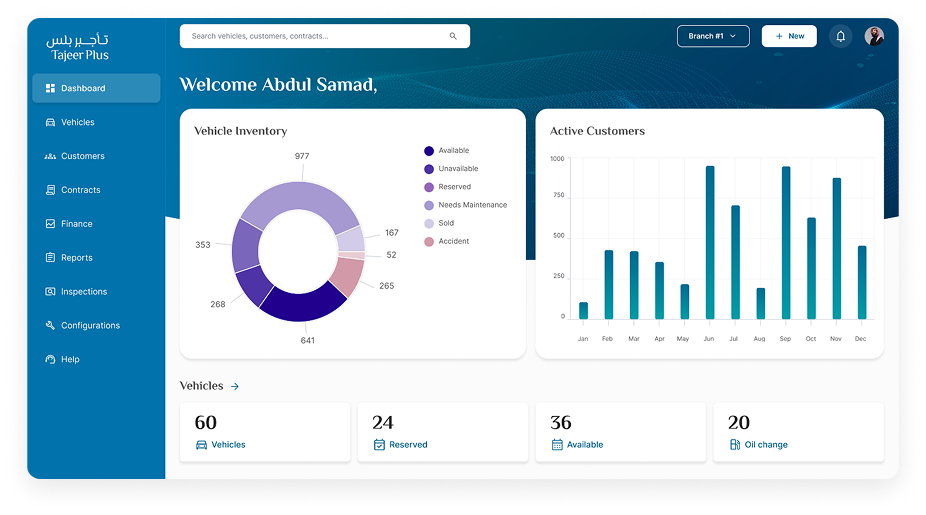 تأجير بلس
Tajeer Plus
Dashboard
Vehicles
Customers
Contracts
Finance
Reports
Inspections
Configurations
Help
Search vehicles, customers, contracts...
Branch #1
+ New
Welcome Abdul Samad,
Vehicle Inventory
977
353
268
641
265
52
167
Available
Unavailable
Reserved
Needs Maintenance
Sold
Accident
Active Customers
1000
750
500
250
0
Jan Feb Mar Apr May Jun Jul Aug Sep Oct Nov Dec
Vehicles →
60
Vehicles
24
Reserved
36
Available
20
Oil change